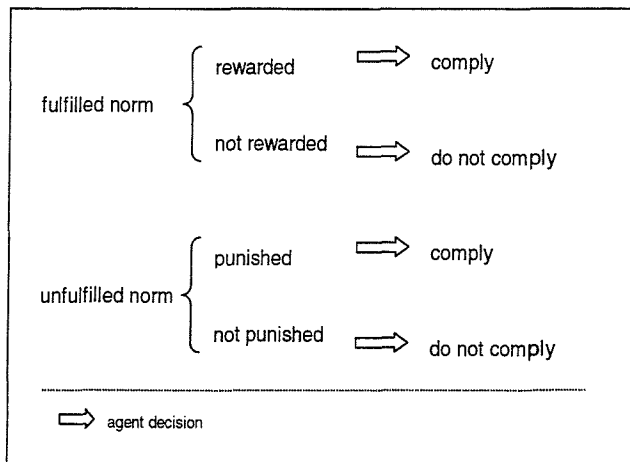 rewarded
comply
fulfilled norm
not rewarded
do not comply
punished
comply
unfulfilled norm
not punished
do not comply
agent decision